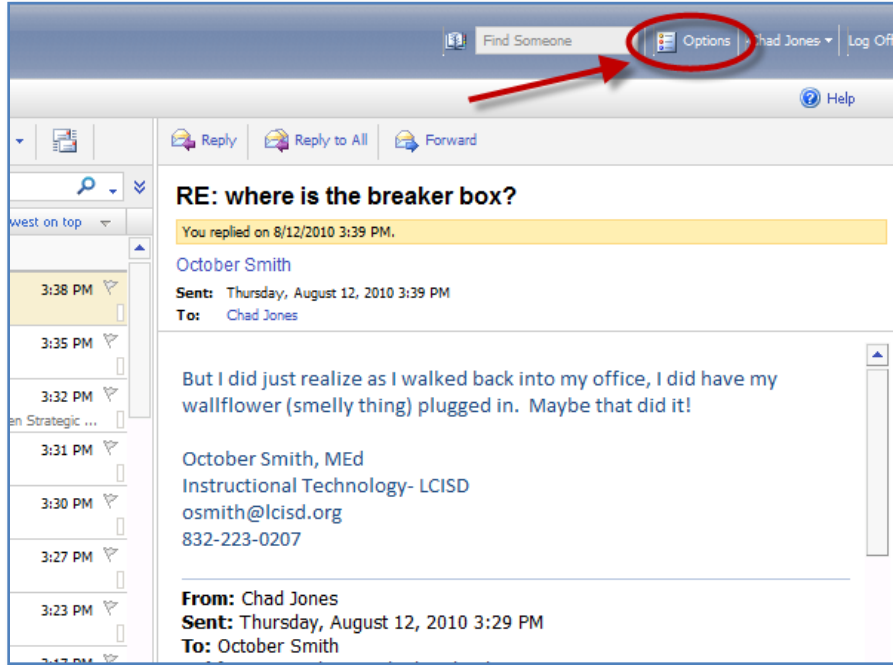 Find Someone
Options
Chad Jones
Log Off
Help
Reply
Reply to All
Forward
west on top
3:38 PM
3:35 PM
3:32 PM
en Strategic ...
3:31 PM
3:30 PM
3:27 PM
3:23 PM
3:17 PM
RE: where is the breaker box?
You replied on 8/12/2010 3:39 PM.
October Smith
Sent: Thursday, August 12, 2010 3:39 PM
To: Chad Jones
But I did just realize as I walked back into my office, I did have my
wallflower (smelly thing) plugged in. Maybe that did it!
October Smith, MEd
Instructional Technology- LCISD
osmith@lcisd.org
832-223-0207
From: Chad Jones
Sent: Thursday, August 12, 2010 3:29 PM
To: October Smith